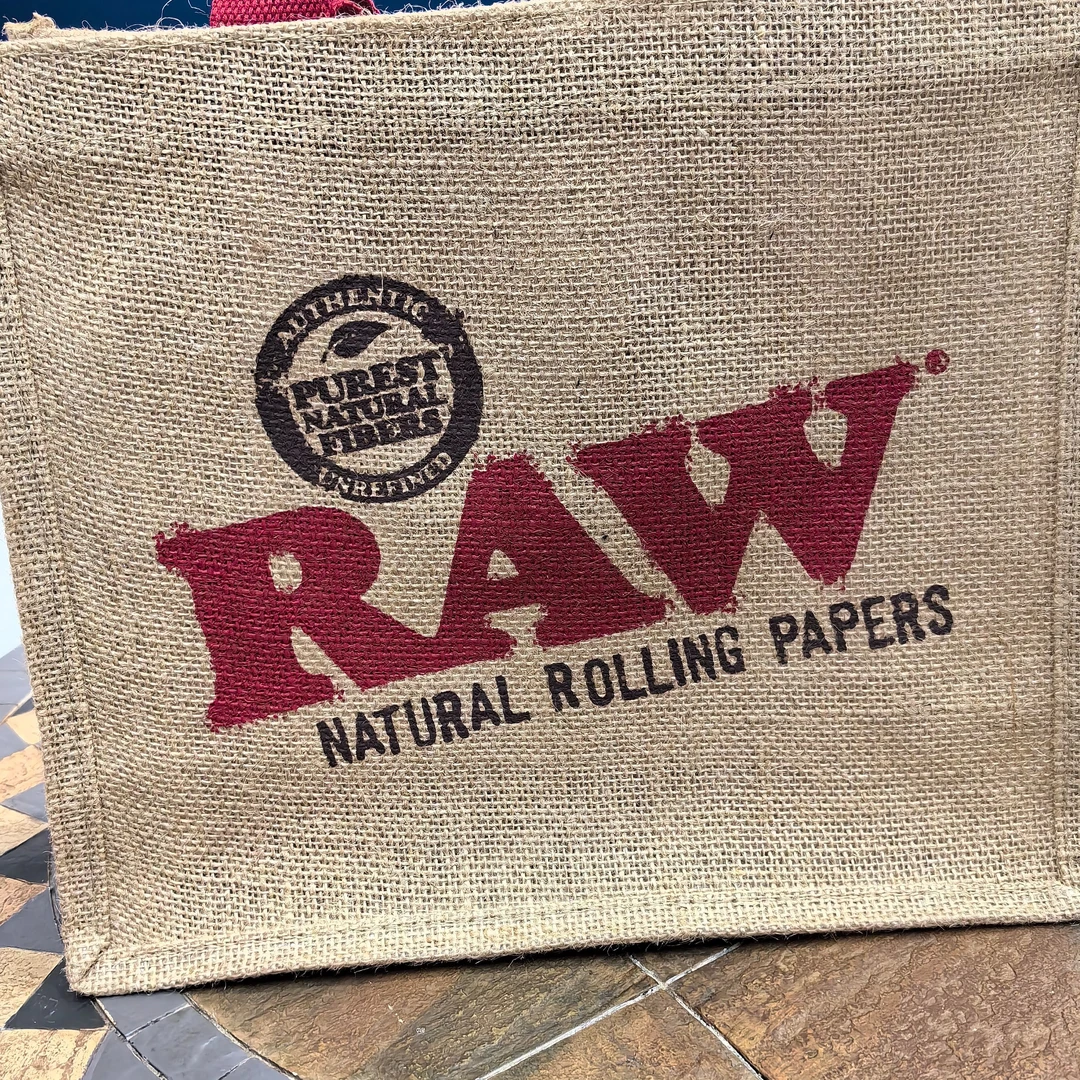 AUTHENTIC
PUREST
NATURAL
FIBERS
UNREFINED
RAW
NATURAL ROLLING PAPERS